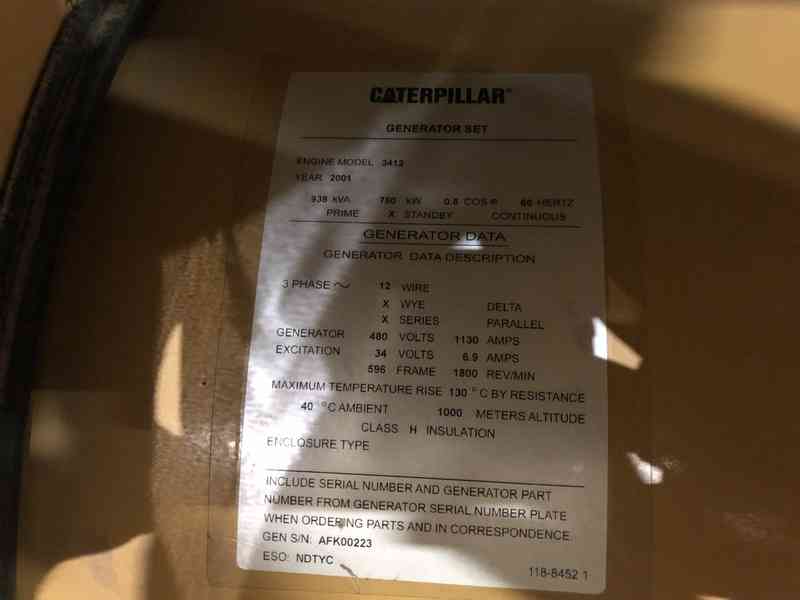 CATERPILLAR®
GENERATOR SET
ENGINE MODEL 3412
YEAR 2001
938 kVA 750 kW 0.8 COS Φ 60 HERTZ
PRIME X STANDBY CONTINUOUS
GENERATOR DATA
GENERATOR DATA DESCRIPTION
3 PHASE ~ 12 WIRE
X WYE DELTA
X SERIES PARALLEL
GENERATOR 480 VOLTS 1130 AMPS
EXCITATION 34 VOLTS 6.9 AMPS
596 FRAME 1800 REV/MIN
MAXIMUM TEMPERATURE RISE 130 °C BY RESISTANCE
40 °C AMBIENT 1000 METERS ALTITUDE
CLASS H INSULATION
ENCLOSURE TYPE
INCLUDE SERIAL NUMBER AND GENERATOR PART
NUMBER FROM GENERATOR SERIAL NUMBER PLATE
WHEN ORDERING PARTS AND IN CORRESPONDENCE.
GEN S/N: AFK00223
ESO: NDTYC
118-8452 1